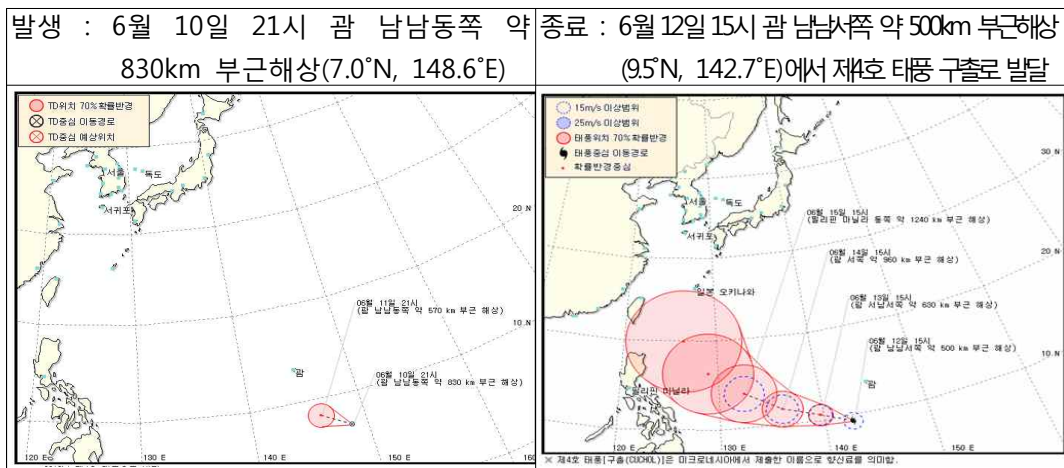 발생 : 6월 10일 21시 괌 남남동쪽 약
830km 부근해상(7.0°N, 148.6°E)
종료 : 6월 12일 15시 괌 남남서쪽 약 500km 부근해상
(9.5°N, 142.7°E)에서 제4호 태풍 구촐로 발달
TD위치 70%확률반경
TD중심 이동경로
TD중심 예상위치
서울
독도
서귀포
20 N
10 N
06월 11일 21시
(괌 남남동쪽 약 570 km 부근 해상)
괌
06월 10일 21시
(괌 남남동쪽 약 830 km 부근 해상)
120 E
130 E
140 E
150 E
15m/s 이상범위
25m/s 이상범위
태풍위치 70%확률반경
태풍중심 이동경로
확률반경중심
30 N
서울
독도
서귀포
20 N
06월 15일 15시
(필리핀 마닐라 동쪽 약 1240 km 부근 해상)
06월 14일 15시
(괌 서쪽 약 960 km 부근 해상)
일본 오키나와
06월 13일 15시
(괌 서남서쪽 약 630 km 부근 해상)
10 N
06월 12일 15시
(괌 남남서쪽 약 500 km 부근 해상)
괌
필리핀 마닐라
120 E
130 E
140 E
150 E
160 E
※ 제4호 태풍[구촐(GUCHOL)]은 미크로네시아에서 제출한 이름으로 향신료를 의미함.